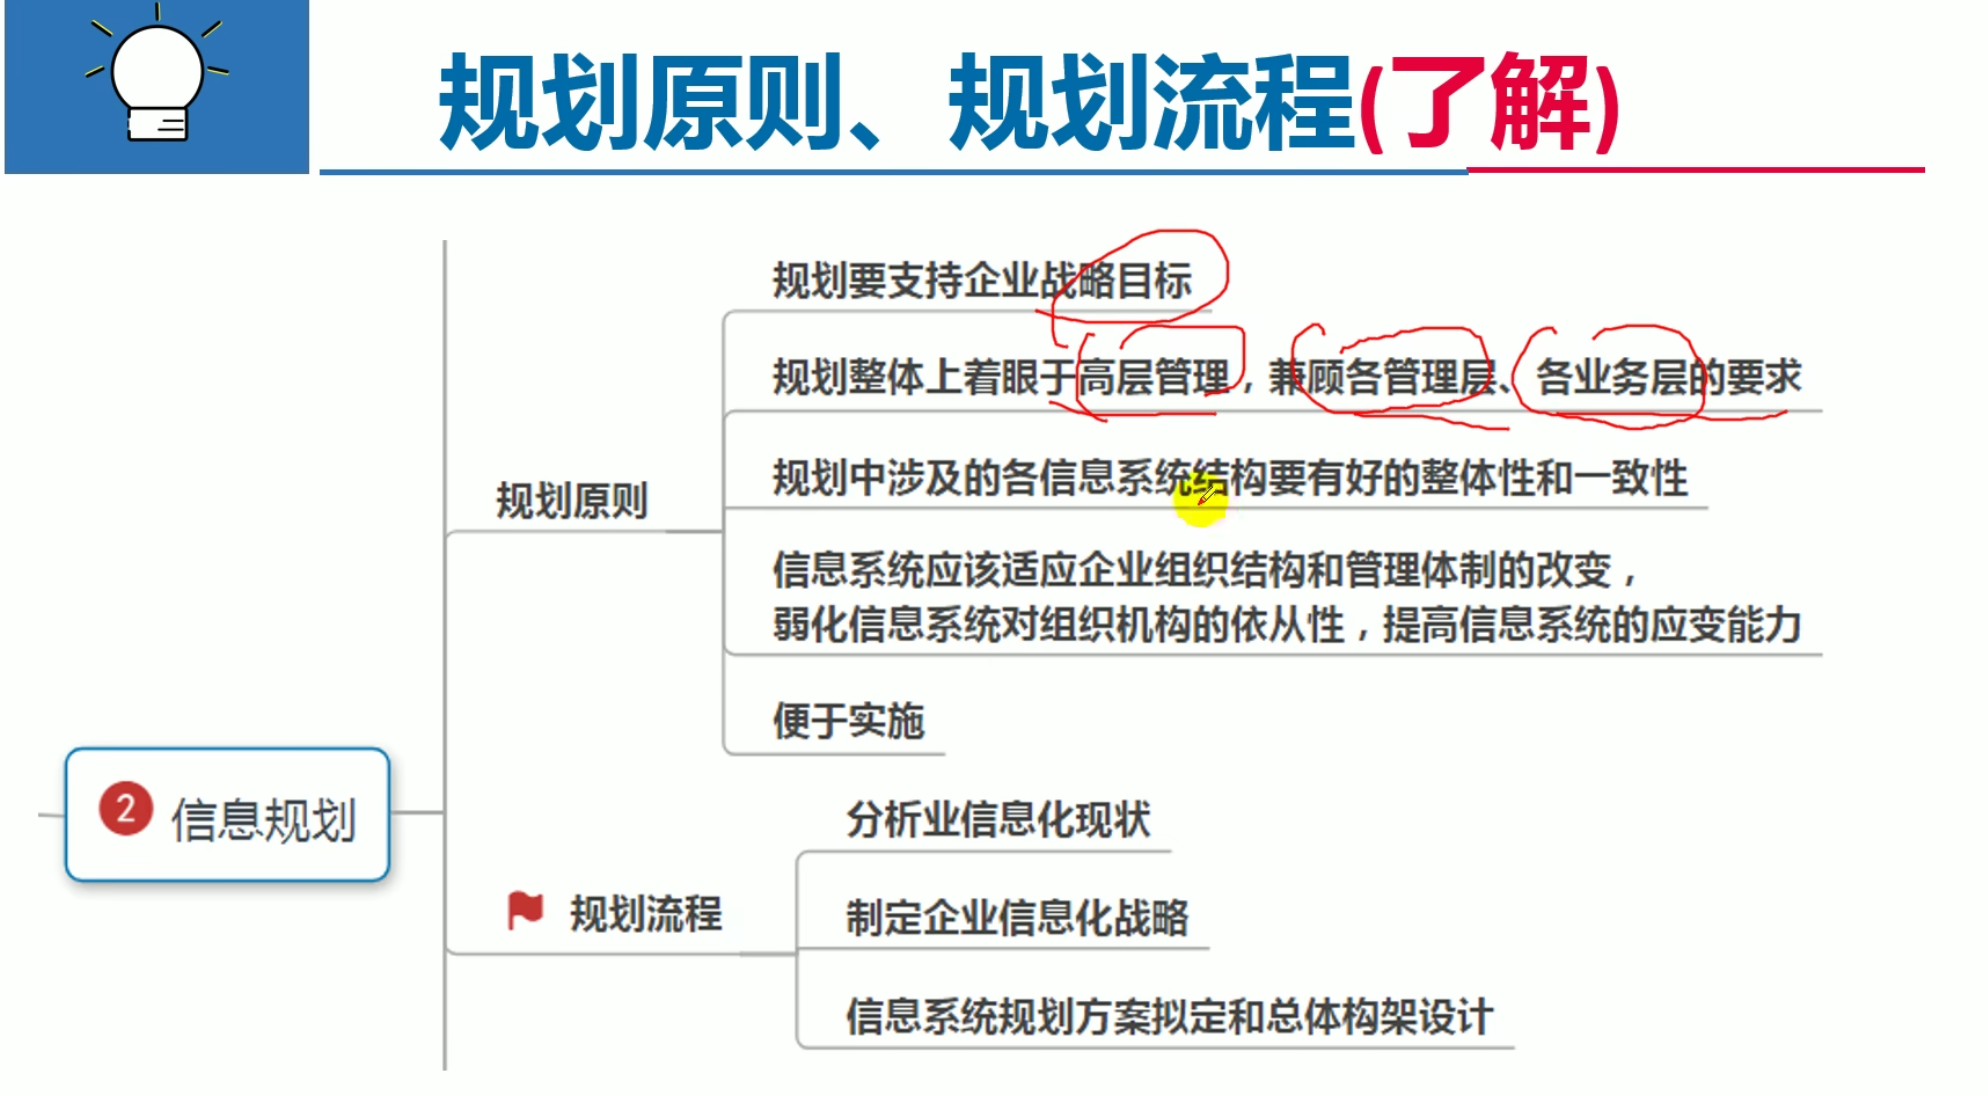 规划原则、规划流程(了解)
规划要支持企业战略目标
规划整体上着眼于高层管理，兼顾各管理层、各业务层的要求
规划中涉及的各信息系统结构要有好的整体性和一致性
规划原则
信息系统应该适应企业组织结构和管理体制的改变，
弱化信息系统对组织机构的依从性，提高信息系统的应变能力
便于实施
2 信息规划
分析业信息化现状
规划流程
制定企业信息化战略
信息系统规划方案拟定和总体构架设计